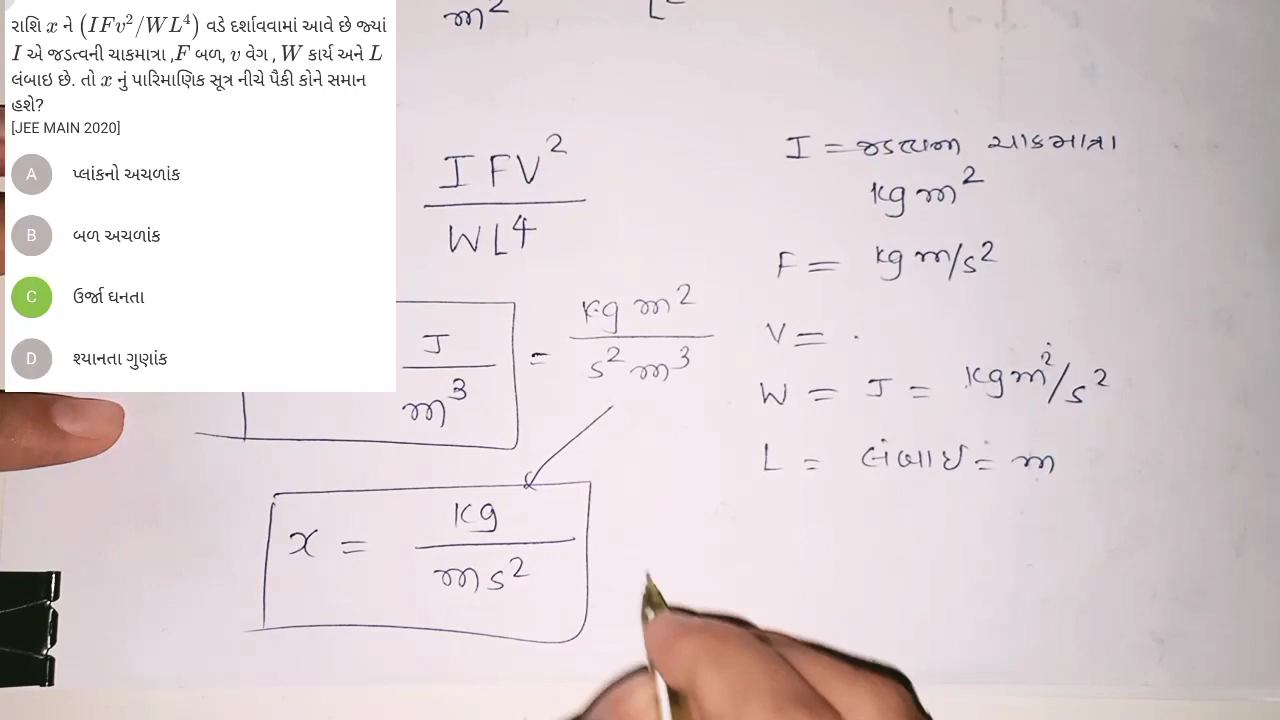 રાશિ x ને (IFv²/WL⁴) વડે દર્શાવવામાં આવે છે જ્યાં
I એ જડત્વની ચાકમાત્રા ,F બળ, v વેગ , W કાર્ય અને L
લંબાઇ છે. તો x નું પારિમાણિક સૂત્ર નીચે પૈકી કોને સમાન
હશે?
[JEE MAIN 2020]
A પ્લાંકનો અચળાંક
B બળ અચળાંક
C ઉર્જા ઘનતા
D શ્યાનતા ગુણાંક
m²
I F V²
W L⁴
J
m³
= kg m²
s² m³
x = kg
m s²
I = જડત્વની ચાકમાત્રા
kg m²
F = kg m/s²
V = .
W = J = kg m²/s²
L = લંબાઇ = m